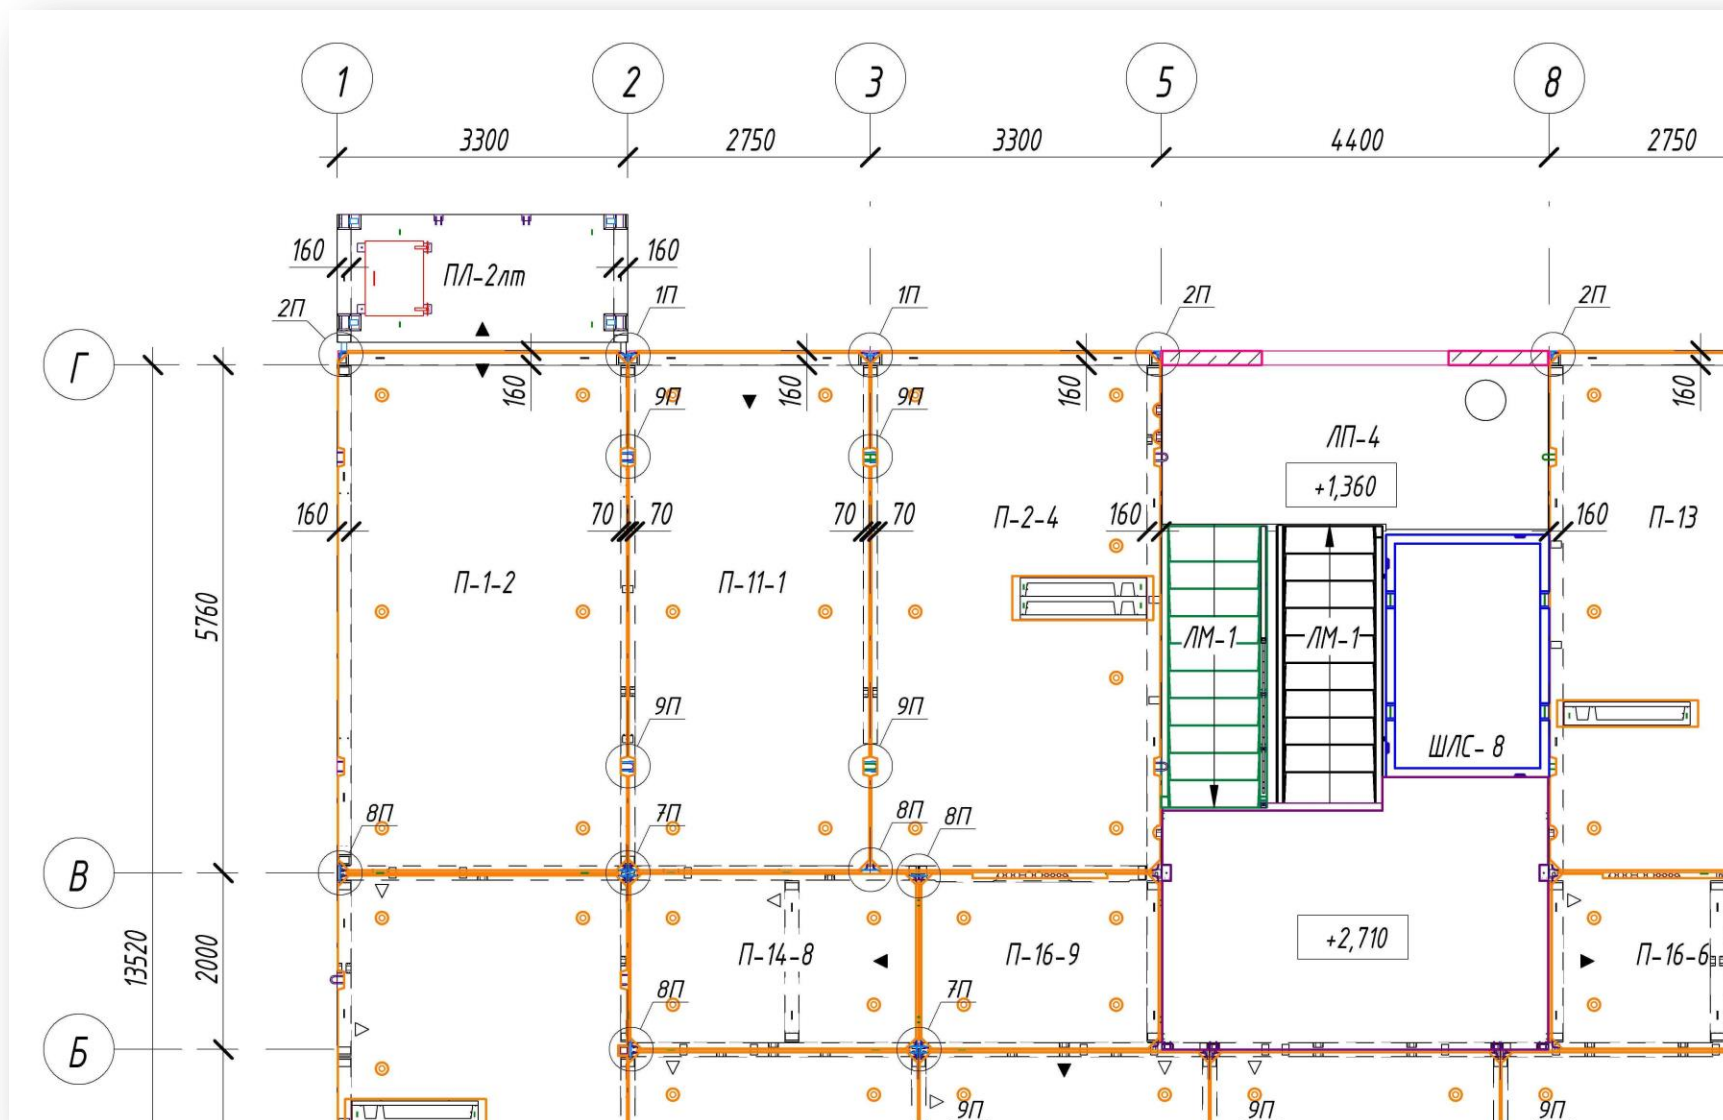 1 2 3 5 8
3300 2750 3300 4400 2750
160 ПЛ-2лт 160
2П 1П 1П 2П 2П
Г
160 160 160 160
9П 9П
ЛП-4
+1,360
160 70 70 70 70 П-2-4 160 160 П-13
П-1-2 П-11-1
5760
ЛМ-1 ЛМ-1
9П 9П
ШЛС-8
8П 7П 8П 8П
В
+2,710
13520 2000
П-14-8 П-16-9 П-16-6
8П 7П
Б
9П 9П 9П